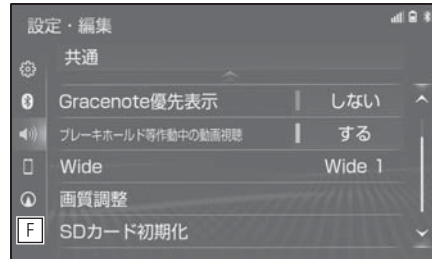 設定・編集
共通
Gracenote優先表示 しない
ブレーキホールド等作動中の動画視聴 する
Wide Wide 1
画質調整
F SDカード初期化